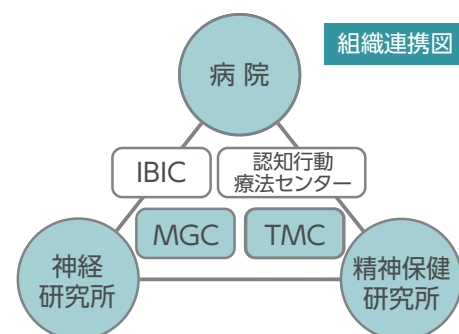 組織連携図
病院
IBIC
認知行動
療法センター
MGC
TMC
神経
研究所
精神保健
研究所